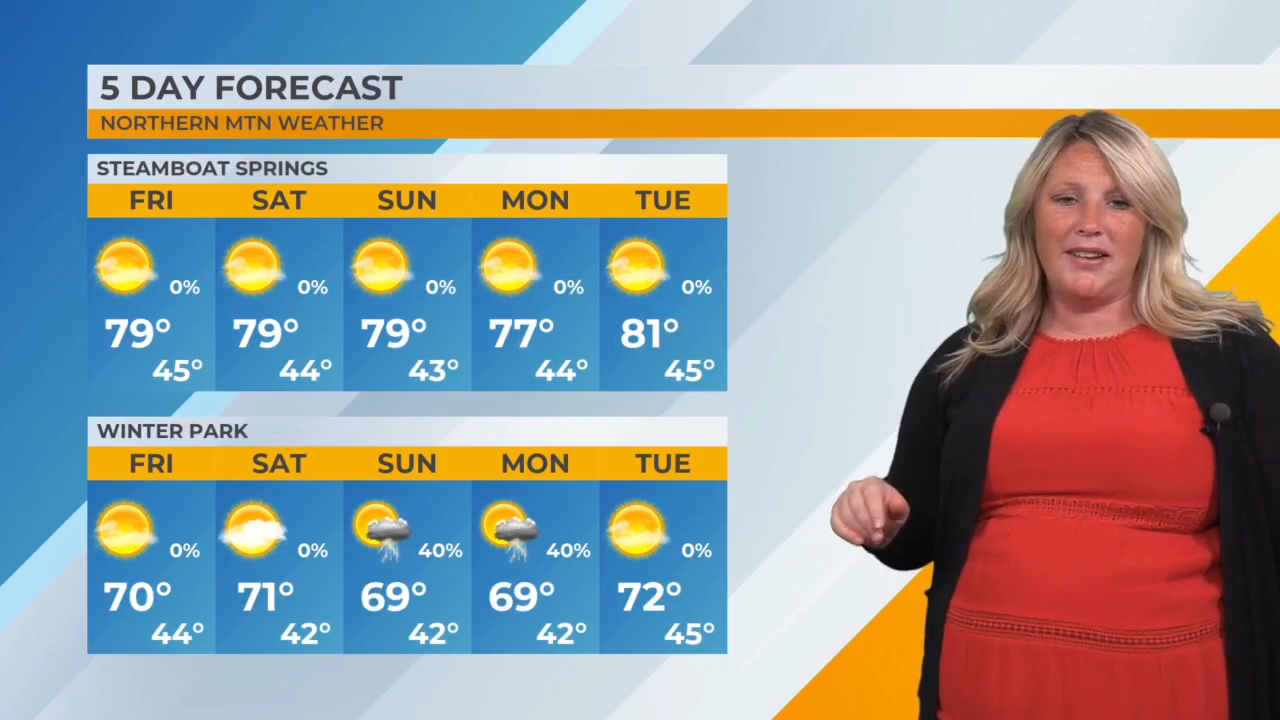 5 DAY FORECAST
NORTHERN MTN WEATHER
STEAMBOAT SPRINGS
FRI SAT SUN MON TUE
0% 0% 0% 0% 0%
79° 79° 79° 77° 81°
45° 44° 43° 44° 45°
WINTER PARK
FRI SAT SUN MON TUE
0% 0% 40% 40% 0%
70° 71° 69° 69° 72°
44° 42° 42° 42° 45°